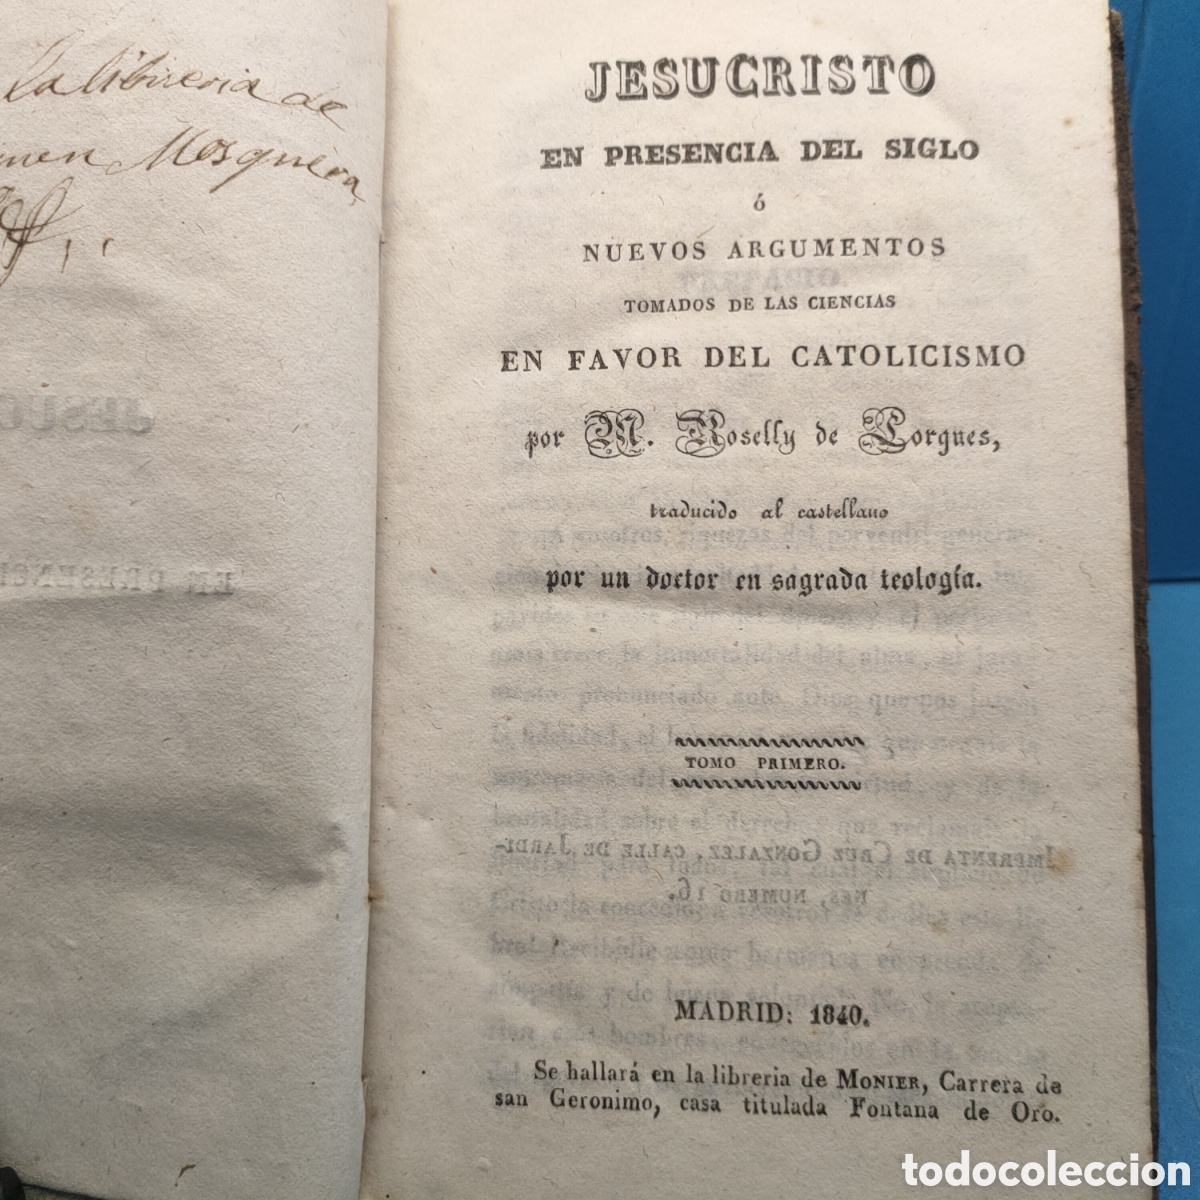 la libreria de
men Mosquera
JESUCRISTO
EN PRESENCIA DEL SIGLO
ó
NUEVOS ARGUMENTOS
TOMADOS DE LAS CIENCIAS
EN FAVOR DEL CATOLICISMO
por M. Roselly de Lorgues,
traducido al castellano
por un doctor en sagrada teología.
TOMO PRIMERO.
IMPRENTA DE CRUZ GONZALEZ, CALLE DE JARDI-
NES, NUMERO 16.
MADRID: 1840.
Se hallará en la libreria de MONIER, Carrera de
san Geronimo, casa titulada Fontana de Oro.
todocoleccion